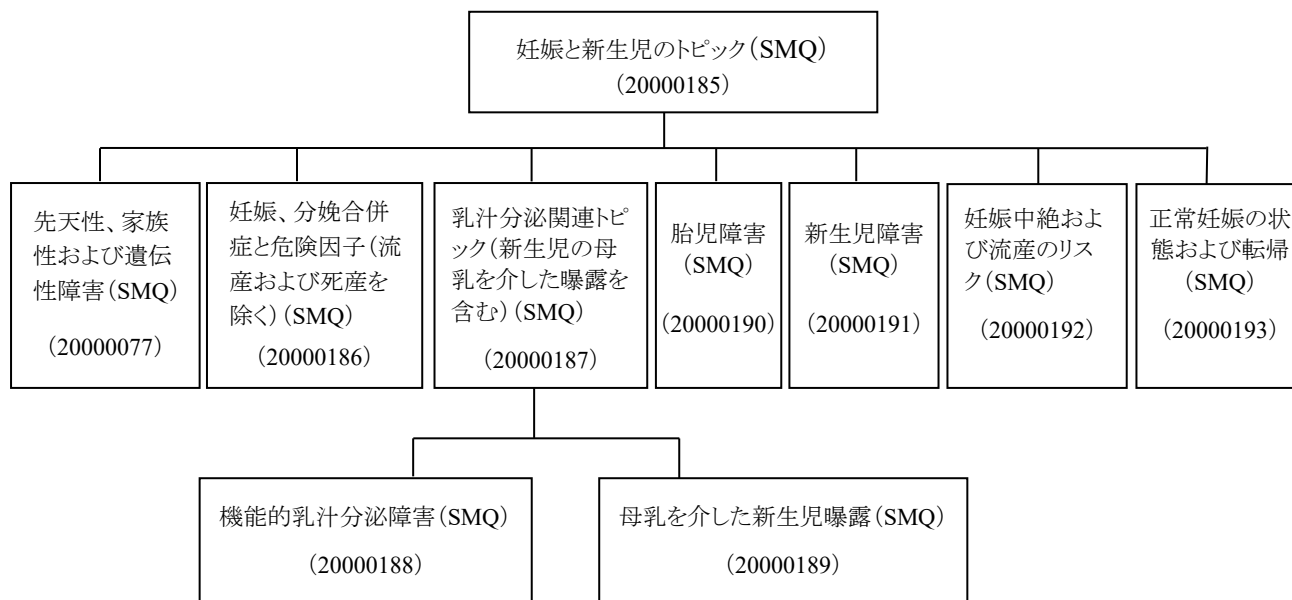 妊娠と新生児のトピック(SMQ)
(20000185)
先天性、家族
性および遺伝
性障害(SMQ)
(20000077)
妊娠、分娩合併
症と危険因子(流
産および死産を
除く)(SMQ)
(20000186)
乳汁分泌関連トピ
ック(新生児の母
乳を介した曝露を
含む)(SMQ)
(20000187)
胎児障害
(SMQ)
(20000190)
新生児障害
(SMQ)
(20000191)
妊娠中絶およ
び流産のリス
ク(SMQ)
(20000192)
正常妊娠の状
態および転帰
(SMQ)
(20000193)
機能的乳汁分泌障害(SMQ)
(20000188)
母乳を介した新生児曝露(SMQ)
(20000189)